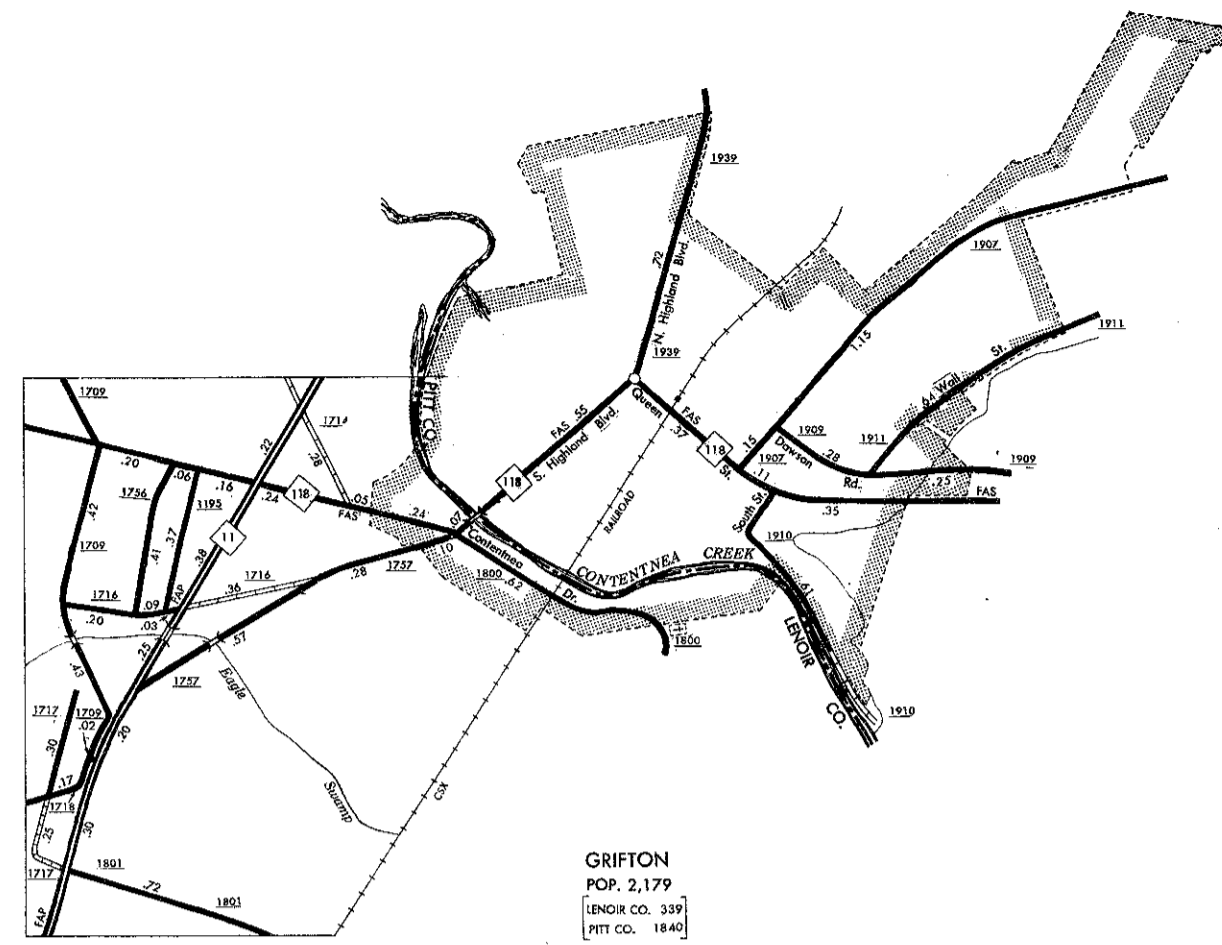 1939
.72
N. Highland Blvd.
1939
1907
1.15
1911
St.
Wall
.64
1911
PITT CO.
FAS .55
S. Highland Blvd.
118
Queen
FAS
.37
118
St.
.15
1907
.11
1909
Dawson
.28
Rd.
1909
.25
FAS
.35
South St.
1910
.61
RAILROAD
CONTENTNEA CREEK
LENOIR CO.
1910
1709
.20
.06
.16
.24
118
FAS
.05
.24
.07
.10
.22
1714
.28
1756
1195
.42
1709
.41
.37
.38
11
FAP
1716
.36
1716
.09
.03
.20
.28
1757
Contentnea
Dr.
1800
.62
1800
.57
1757
.25
.43
Eagle
Swamp
1717
1709
.02
.20
.30
.17
1718
.25
.30
1717
1801
.72
1801
FAP
CSX
GRIFTON
POP. 2,179
LENOIR CO. 339
PITT CO. 1840